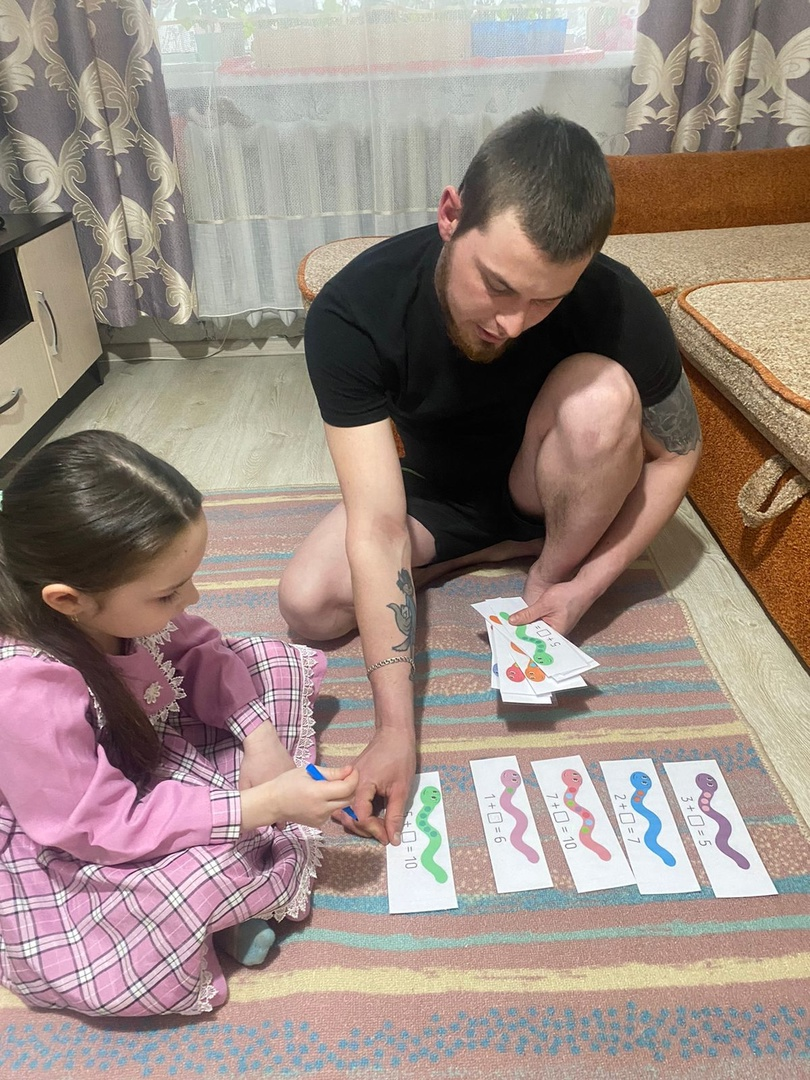 5 + □ =
+ □ = 10
1 + □ = 6
7 + □ = 10
2 + □ = 7
3 + □ = 5